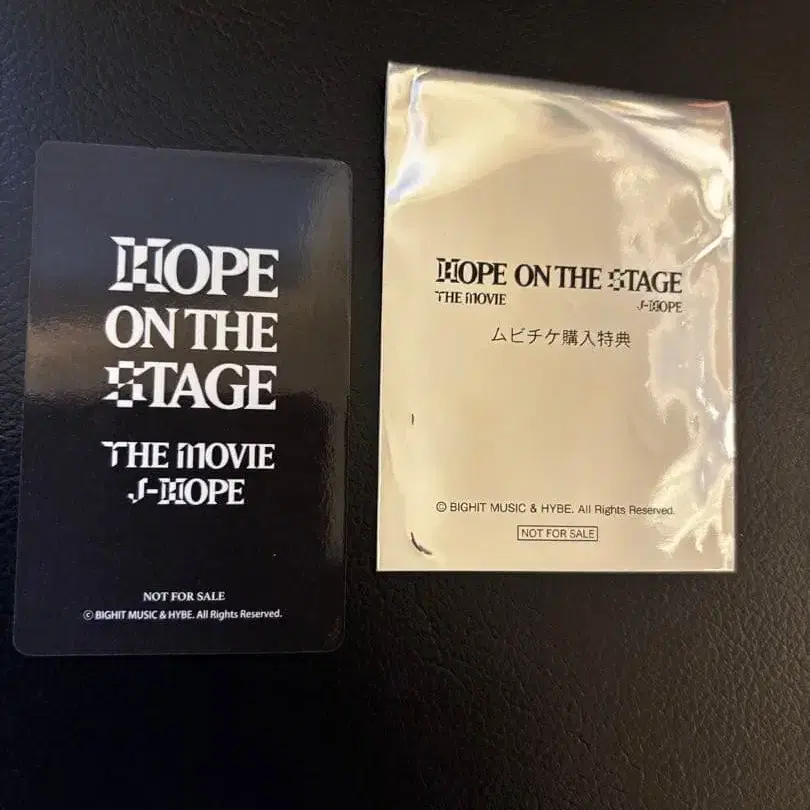 HOPE
ON THE
STAGE
THE MOVIE
J-HOPE
NOT FOR SALE
© BIGHIT MUSIC & HYBE. All Rights Reserved.
HOPE ON THE STAGE
THE MOVIE J-HOPE
ムビチケ購入特典
© BIGHIT MUSIC & HYBE. All Rights Reserved.
NOT FOR SALE